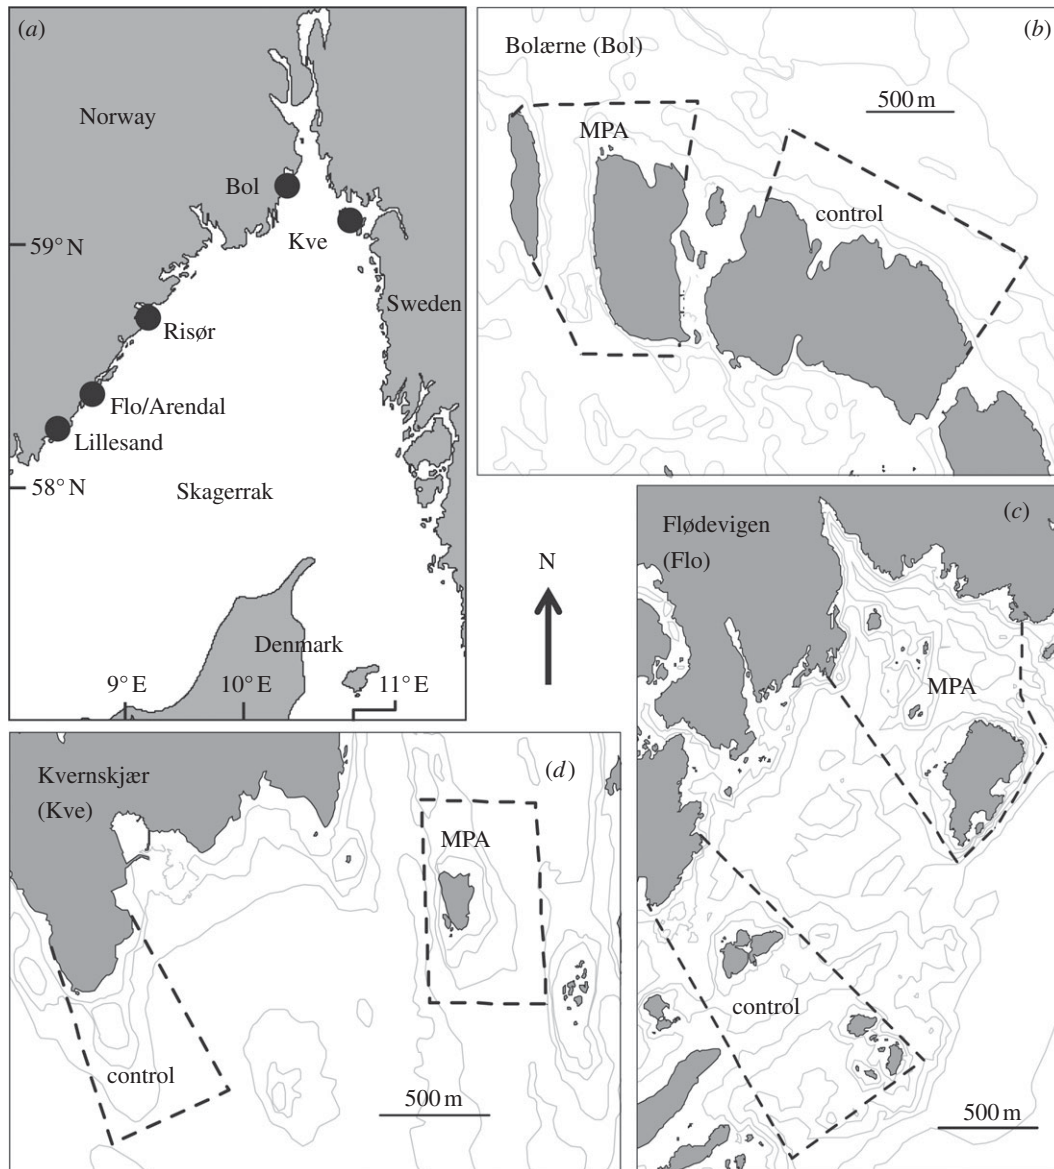 (a)
Norway
Bol
Kve
59° N
Sweden
Risør
Flo/Arendal
Lillesand
58° N
Skagerrak
Denmark
9° E
10° E
11° E
(b)
Bolærne (Bol)
500 m
MPA
control
N
(c)
Flødevigen
(Flo)
MPA
control
500 m
(d)
Kvernskjær
(Kve)
MPA
control
500 m